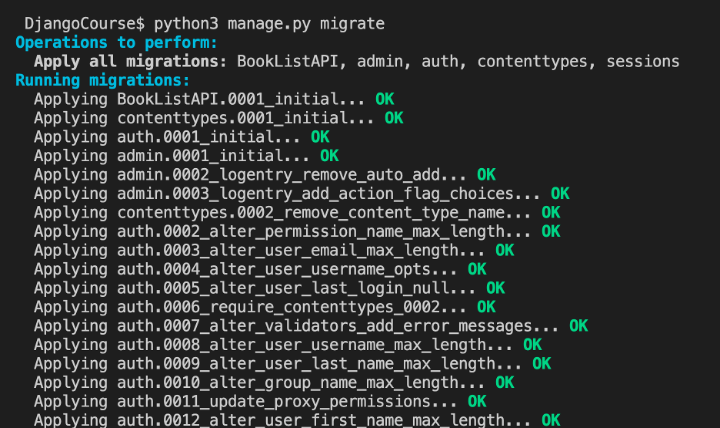 DjangoCourse$ python3 manage.py migrate
Operations to perform:
  Apply all migrations: BookListAPI, admin, auth, contenttypes, sessions
Running migrations:
  Applying BookListAPI.0001_initial... OK
  Applying contenttypes.0001_initial... OK
  Applying auth.0001_initial... OK
  Applying admin.0001_initial... OK
  Applying admin.0002_logentry_remove_auto_add... OK
  Applying admin.0003_logentry_add_action_flag_choices... OK
  Applying contenttypes.0002_remove_content_type_name... OK
  Applying auth.0002_alter_permission_name_max_length... OK
  Applying auth.0003_alter_user_email_max_length... OK
  Applying auth.0004_alter_user_username_opts... OK
  Applying auth.0005_alter_user_last_login_null... OK
  Applying auth.0006_require_contenttypes_0002... OK
  Applying auth.0007_alter_validators_add_error_messages... OK
  Applying auth.0008_alter_user_username_max_length... OK
  Applying auth.0009_alter_user_last_name_max_length... OK
  Applying auth.0010_alter_group_name_max_length... OK
  Applying auth.0011_update_proxy_permissions... OK
  Applying auth.0012_alter_user_first_name_max_length... OK